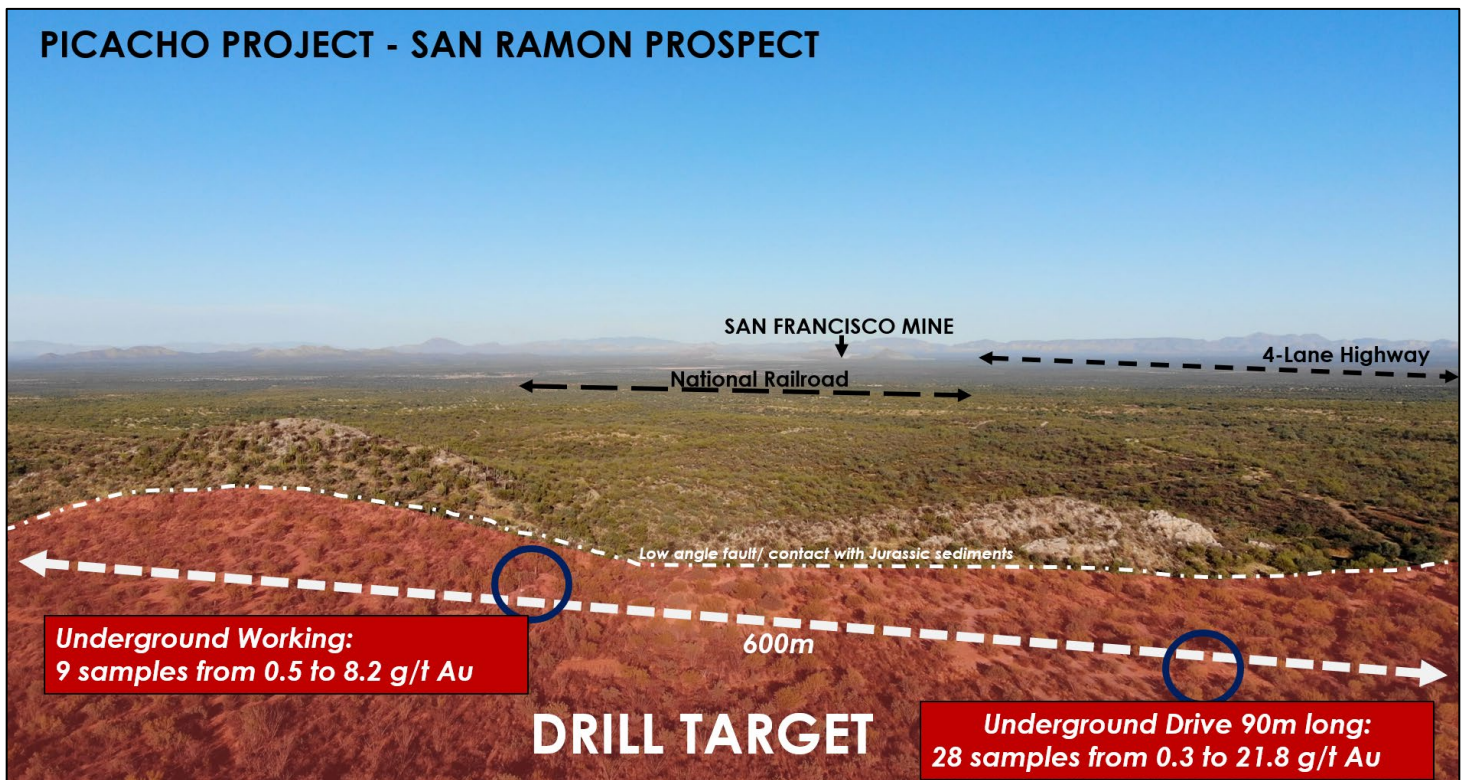 PICACHO PROJECT - SAN RAMON PROSPECT
SAN FRANCISCO MINE
4-Lane Highway
National Railroad
Low angle fault/ contact with Jurassic sediments
Underground Working:
9 samples from 0.5 to 8.2 g/t Au
600m
DRILL TARGET
Underground Drive 90m long:
28 samples from 0.3 to 21.8 g/t Au